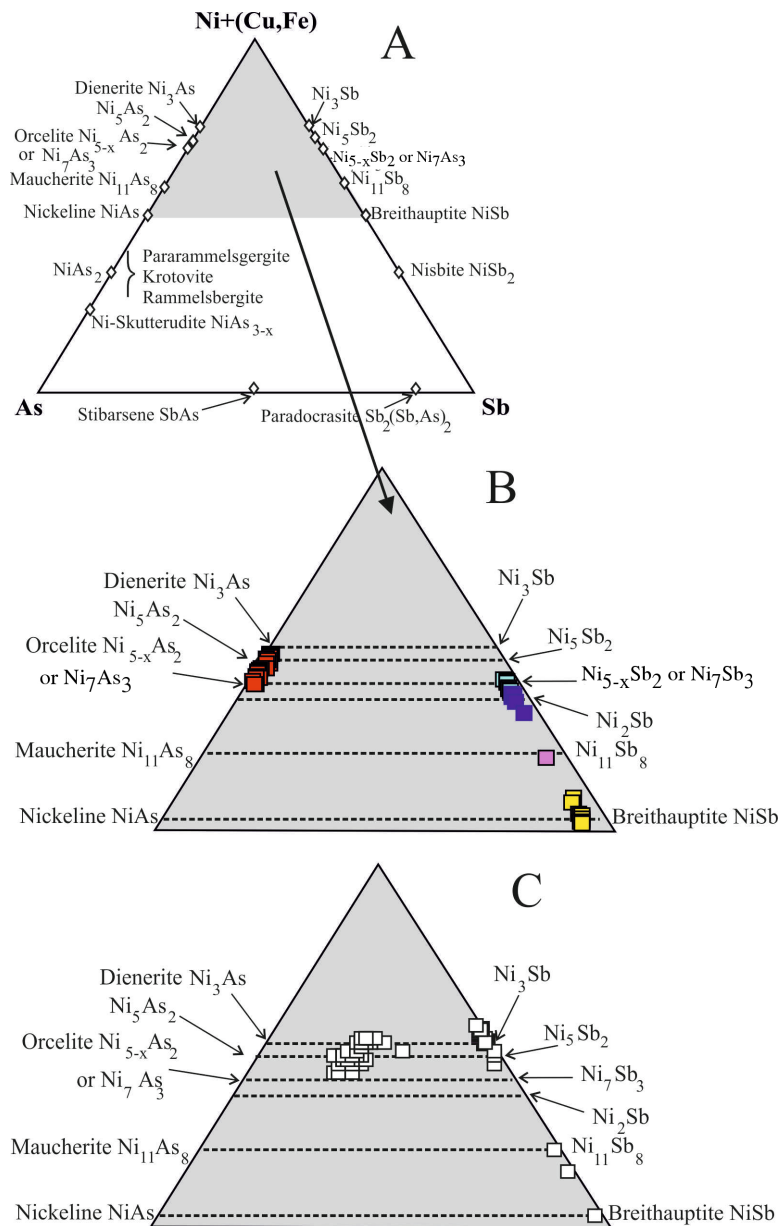 Ni+(Cu,Fe)
A
Dienerite Ni3As
Ni5As2
Orcelite Ni5-x As2
or Ni7As3
Maucherite Ni11As8
Nickeline NiAs
NiAs2
Pararammelsgergite
Krotovite
Rammelsbergite
Ni-Skutterudite NiAs3-x
Ni3Sb
Ni5Sb2
Ni5-xSb2 or Ni7As3
Ni11Sb8
Breithauptite NiSb
Nisbite NiSb2
As
Sb
Stibarsene SbAs
Paradocrasite Sb2(Sb,As)2
B
Dienerite Ni3As
Ni5As2
Orcelite Ni5-xAs2
or Ni7As3
Maucherite Ni11As8
Nickeline NiAs
Ni3Sb
Ni5Sb2
Ni5-xSb2 or Ni7Sb3
Ni2Sb
Ni11Sb8
Breithauptite NiSb
C
Dienerite Ni3As
Ni5As2
Orcelite Ni5-xAs2
or Ni7 As3
Maucherite Ni11As8
Nickeline NiAs
Ni3Sb
Ni5Sb2
Ni7Sb3
Ni2Sb
Ni11Sb8
Breithauptite NiSb